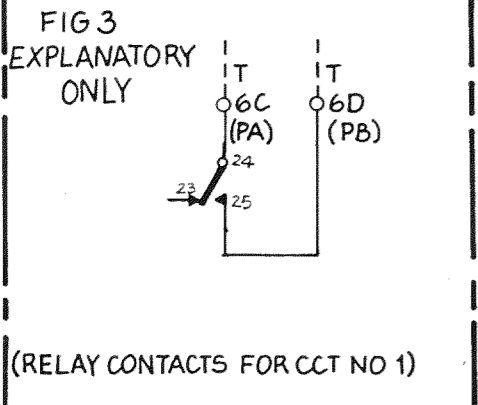 FIG 3
EXPLANATORY
ONLY
T T
6C 6D
(PA) (PB)
24
23
25
(RELAY CONTACTS FOR CCT NO 1)